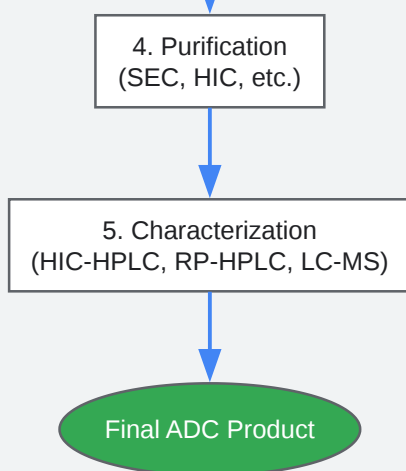 4. Purification
(SEC, HIC, etc.)
5. Characterization
(HIC-HPLC, RP-HPLC, LC-MS)
Final ADC Product